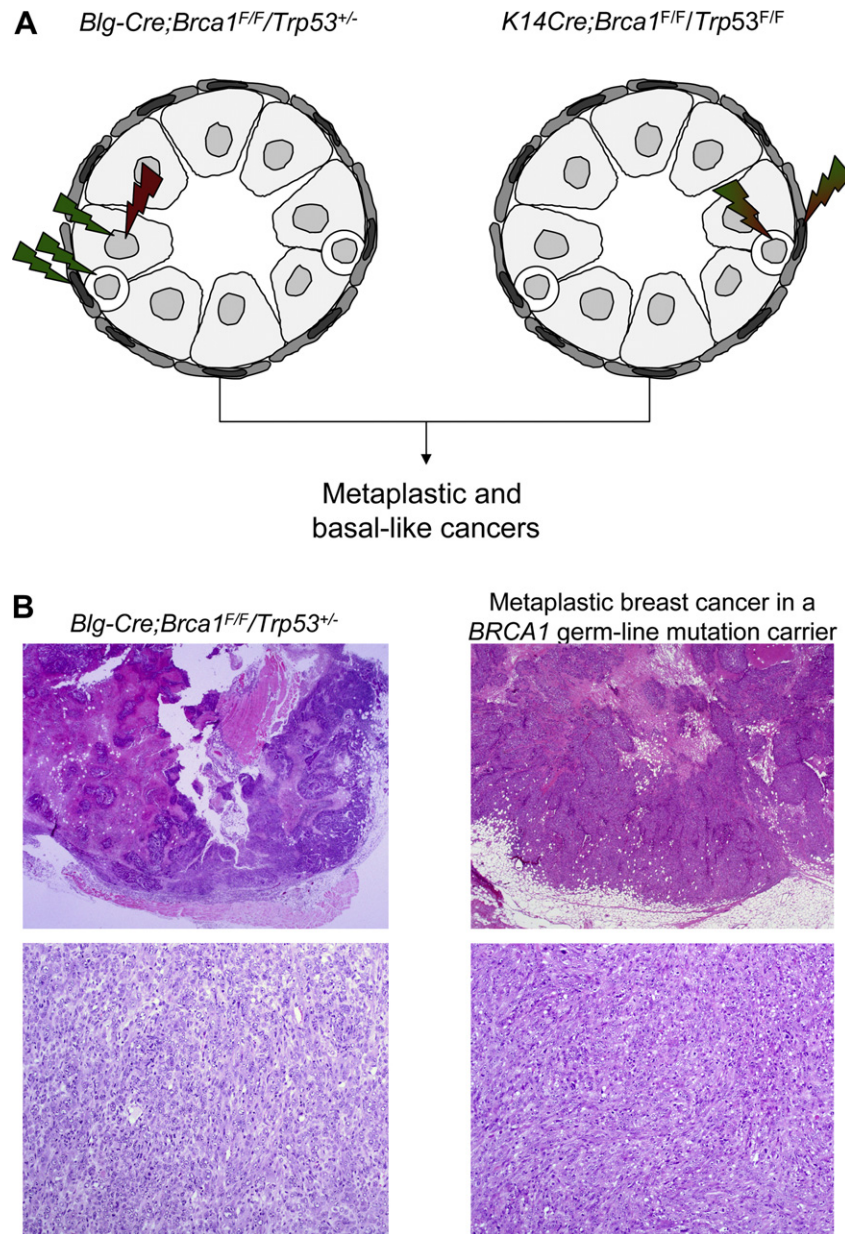 A
Blg-Cre;Brca1F/F/Trp53+/-
K14Cre;Brca1F/F/Trp53F/F
Metaplastic and
basal-like cancers
B
Blg-Cre;Brca1F/F/Trp53+/-
Metaplastic breast cancer in a
BRCA1 germ-line mutation carrier